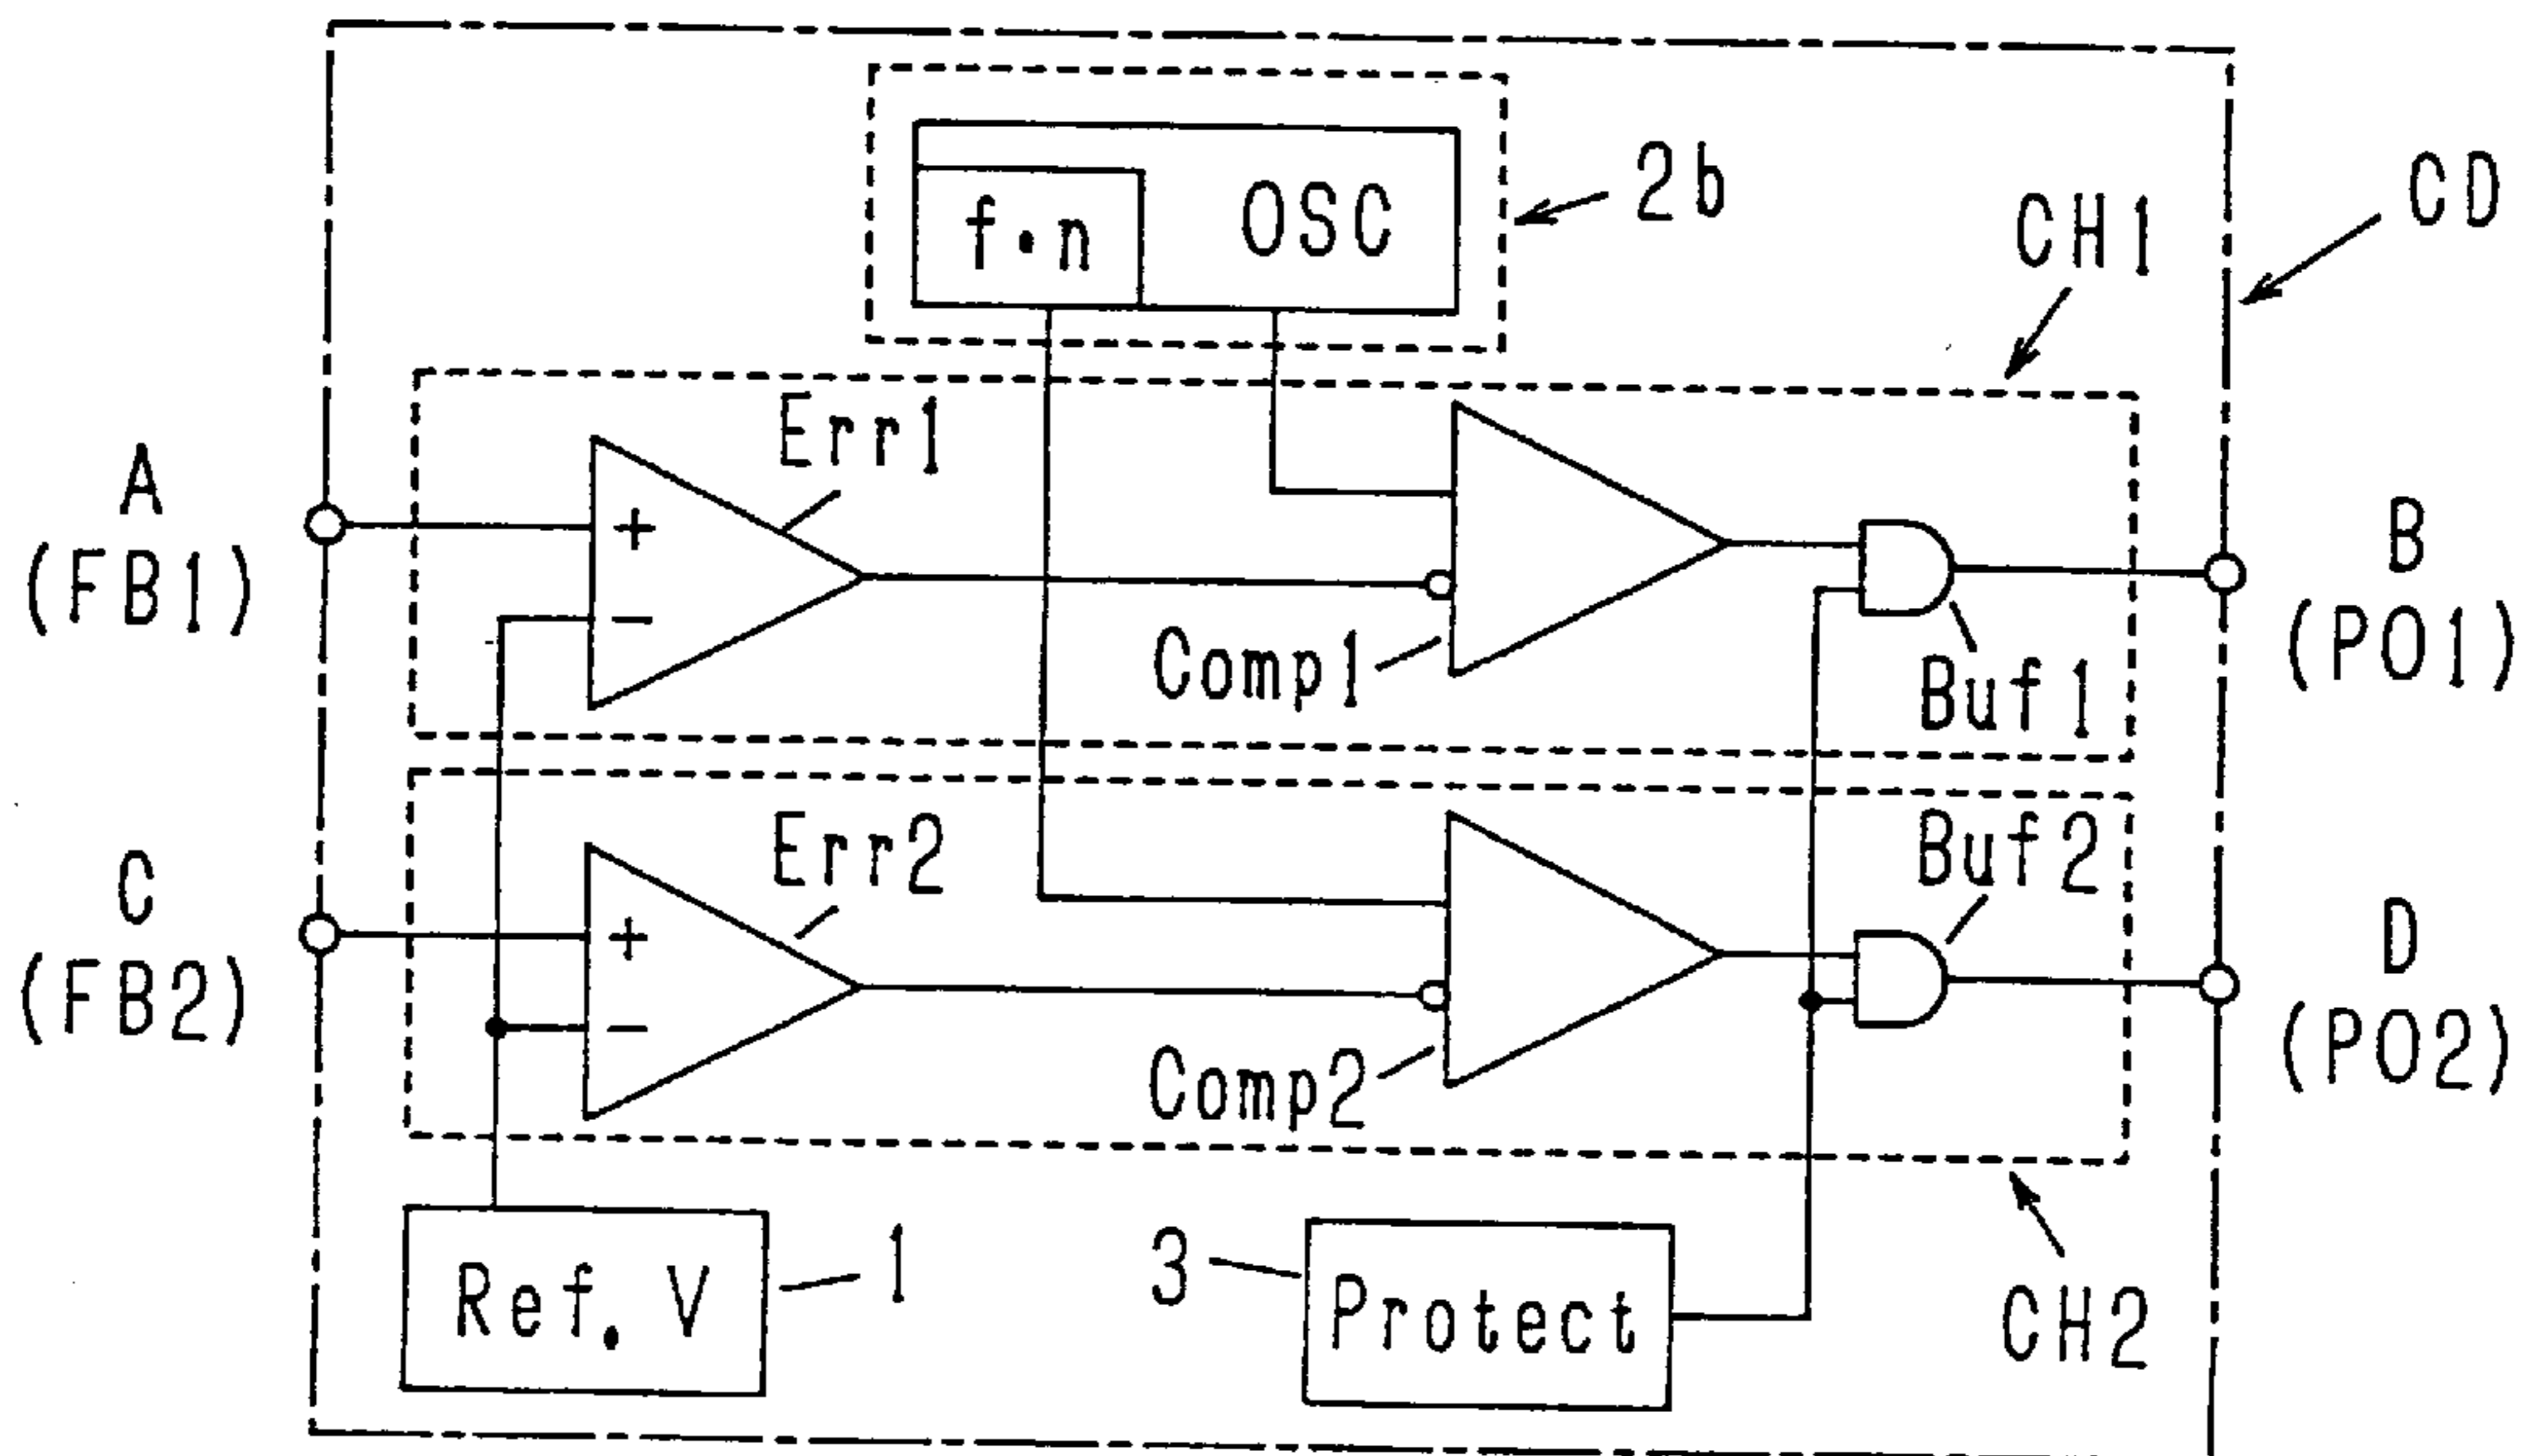 2b
CD
CH1
f·n
OSC
Err1
A
(FB1)
+
−
Comp1
Buf1
B
(PO1)
Err2
Buf2
C
(FB2)
+
−
Comp2
D
(PO2)
Ref. V
1
3
Protect
CH2